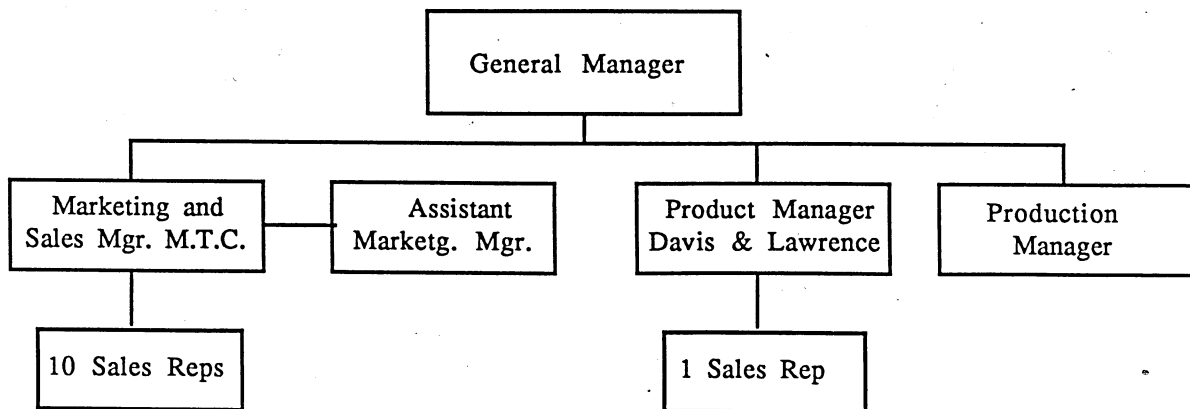 General Manager
Marketing and
Sales Mgr. M.T.C.
Assistant
Marketg. Mgr.
Product Manager
Davis & Lawrence
Production
Manager
10 Sales Reps
1 Sales Rep